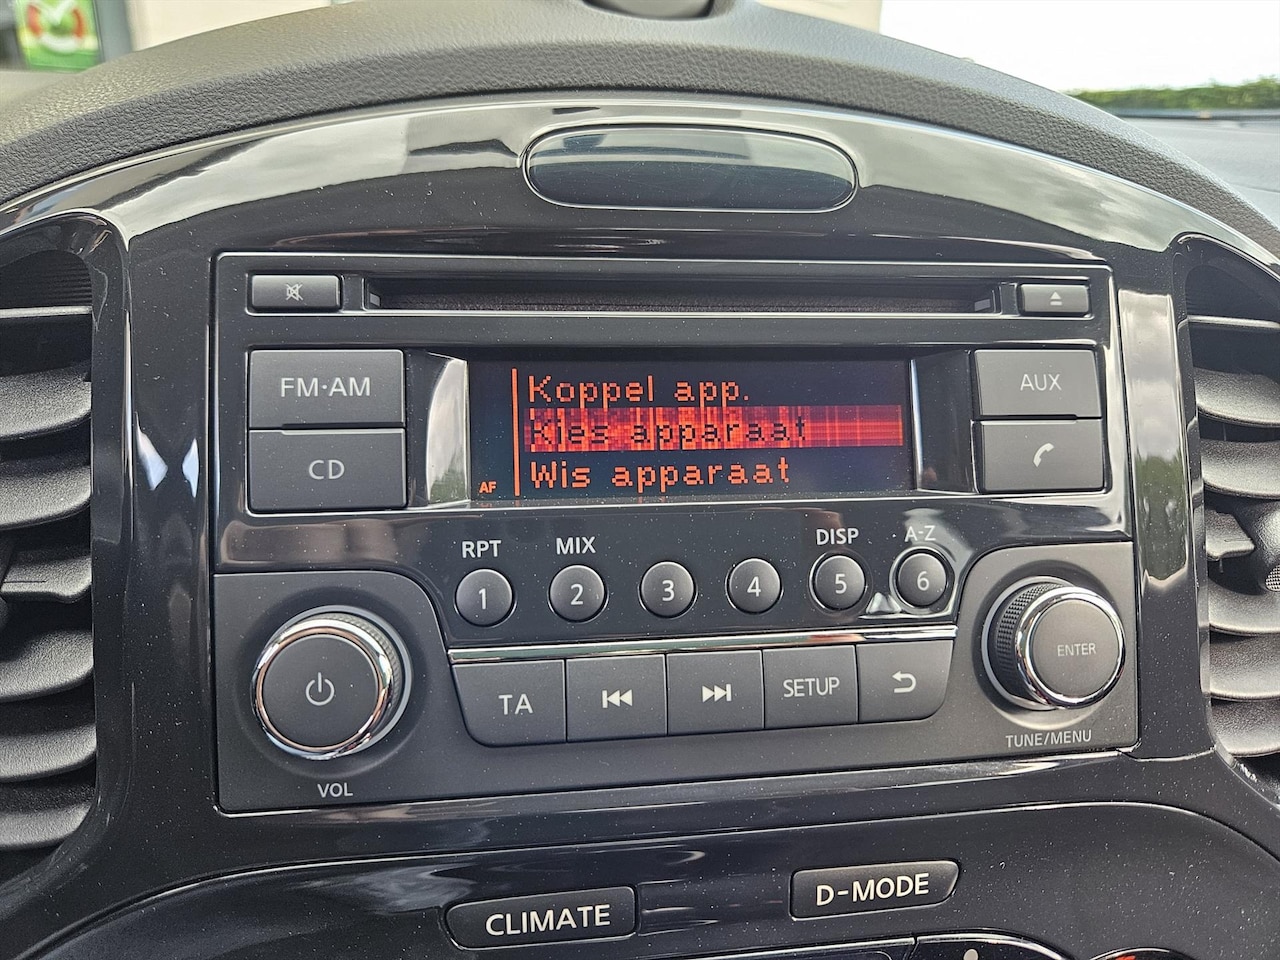 FM·AM
CD
Koppel app.
Kies apparaat
Wis apparaat
AF
AUX
RPT
MIX
DISP
A-Z
1
2
3
4
5
6
TA
SETUP
ENTER
TUNE/MENU
VOL
CLIMATE
D-MODE